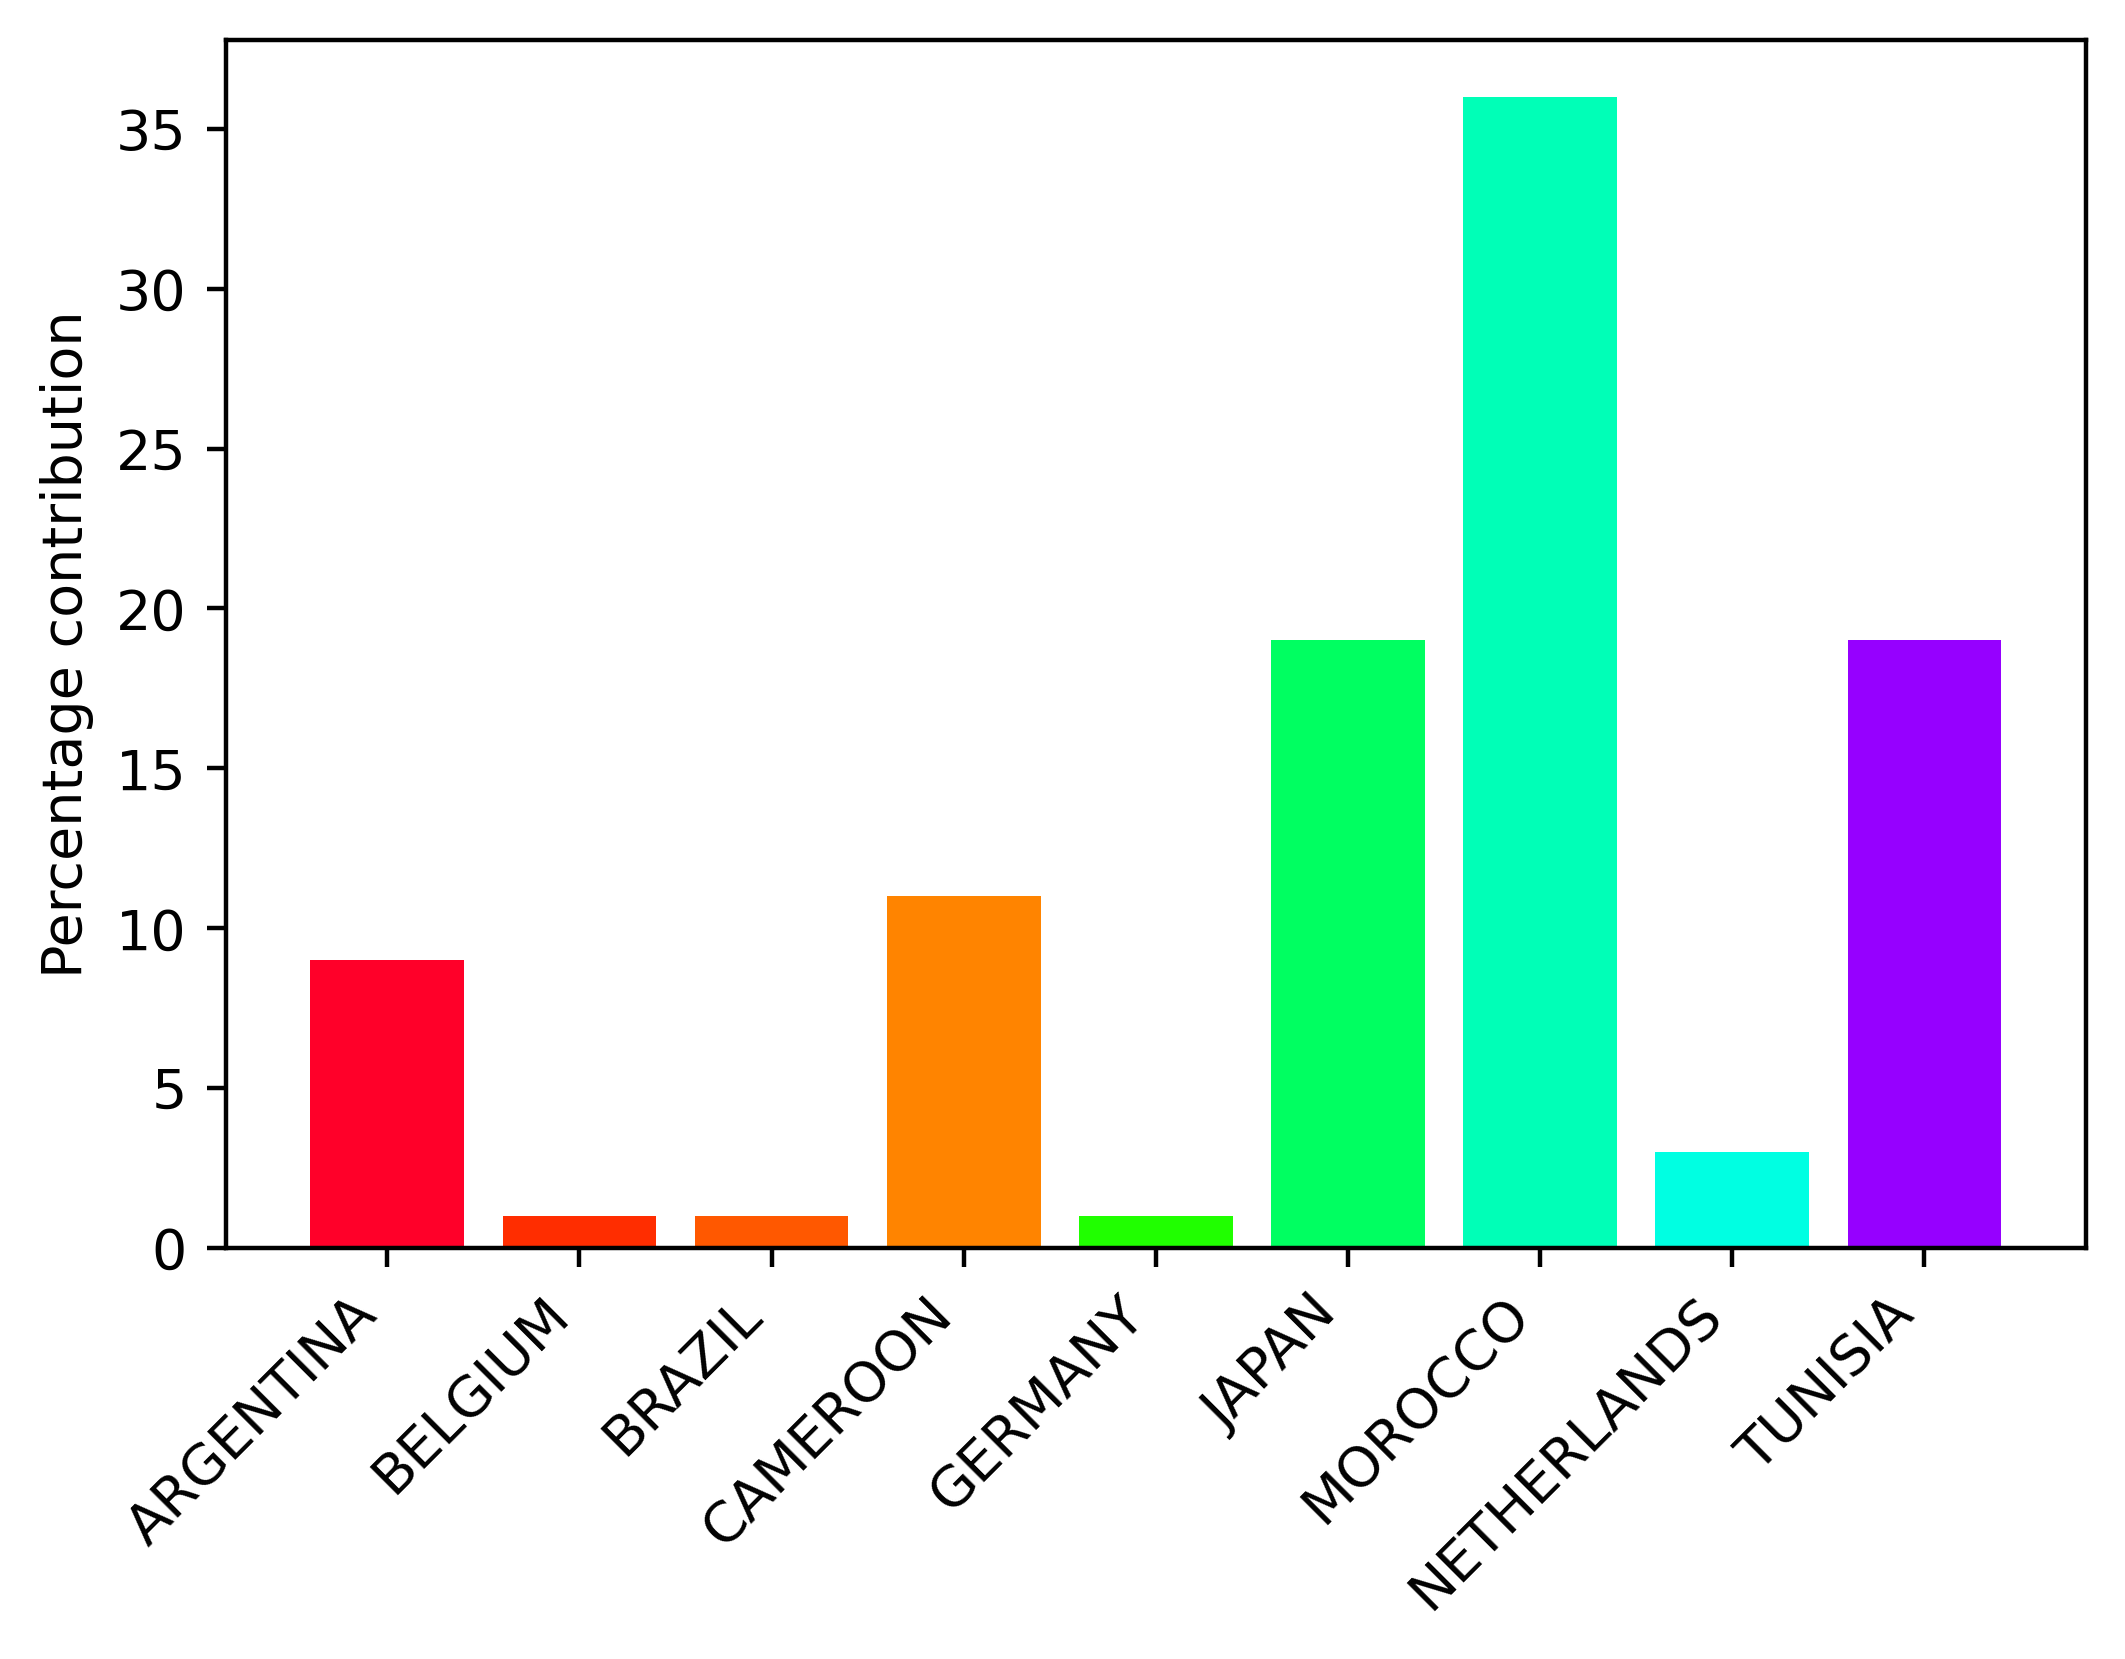 Percentage contribution
35
30
25
20
15
10
5
0
ARGENTINA
BELGIUM
BRAZIL
CAMEROON
GERMANY
JAPAN
MOROCCO
NETHERLANDS
TUNISIA